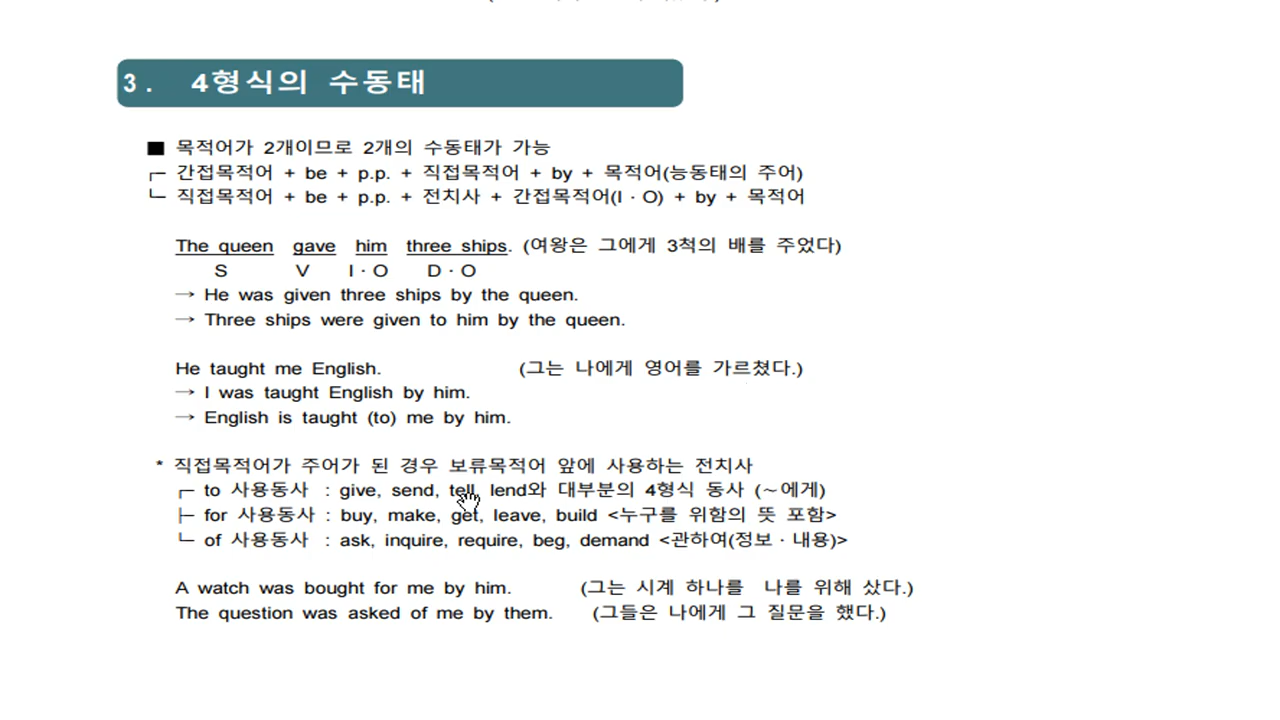 3. 4형식의 수동태
■ 목적어가 2개이므로 2개의 수동태가 가능
┌─ 간접목적어 + be + p.p. + 직접목적어 + by + 목적어(능동태의 주어)
└─ 직접목적어 + be + p.p. + 전치사 + 간접목적어(I · O) + by + 목적어
The queen gave him three ships. (여왕은 그에게 3척의 배를 주었다)
S V I · O D · O
→ He was given three ships by the queen.
→ Three ships were given to him by the queen.
He taught me English. (그는 나에게 영어를 가르쳤다.)
→ I was taught English by him.
→ English is taught (to) me by him.
* 직접목적어가 주어가 된 경우 보류목적어 앞에 사용하는 전치사
┌─ to 사용동사 : give, send, tell, lend와 대부분의 4형식 동사 (~에게)
├─ for 사용동사 : buy, make, get, leave, build <누구를 위함의 뜻 포함>
└─ of 사용동사 : ask, inquire, require, beg, demand <관하여(정보 · 내용)>
A watch was bought for me by him. (그는 시계 하나를 나를 위해 샀다.)
The question was asked of me by them. (그들은 나에게 그 질문을 했다.)